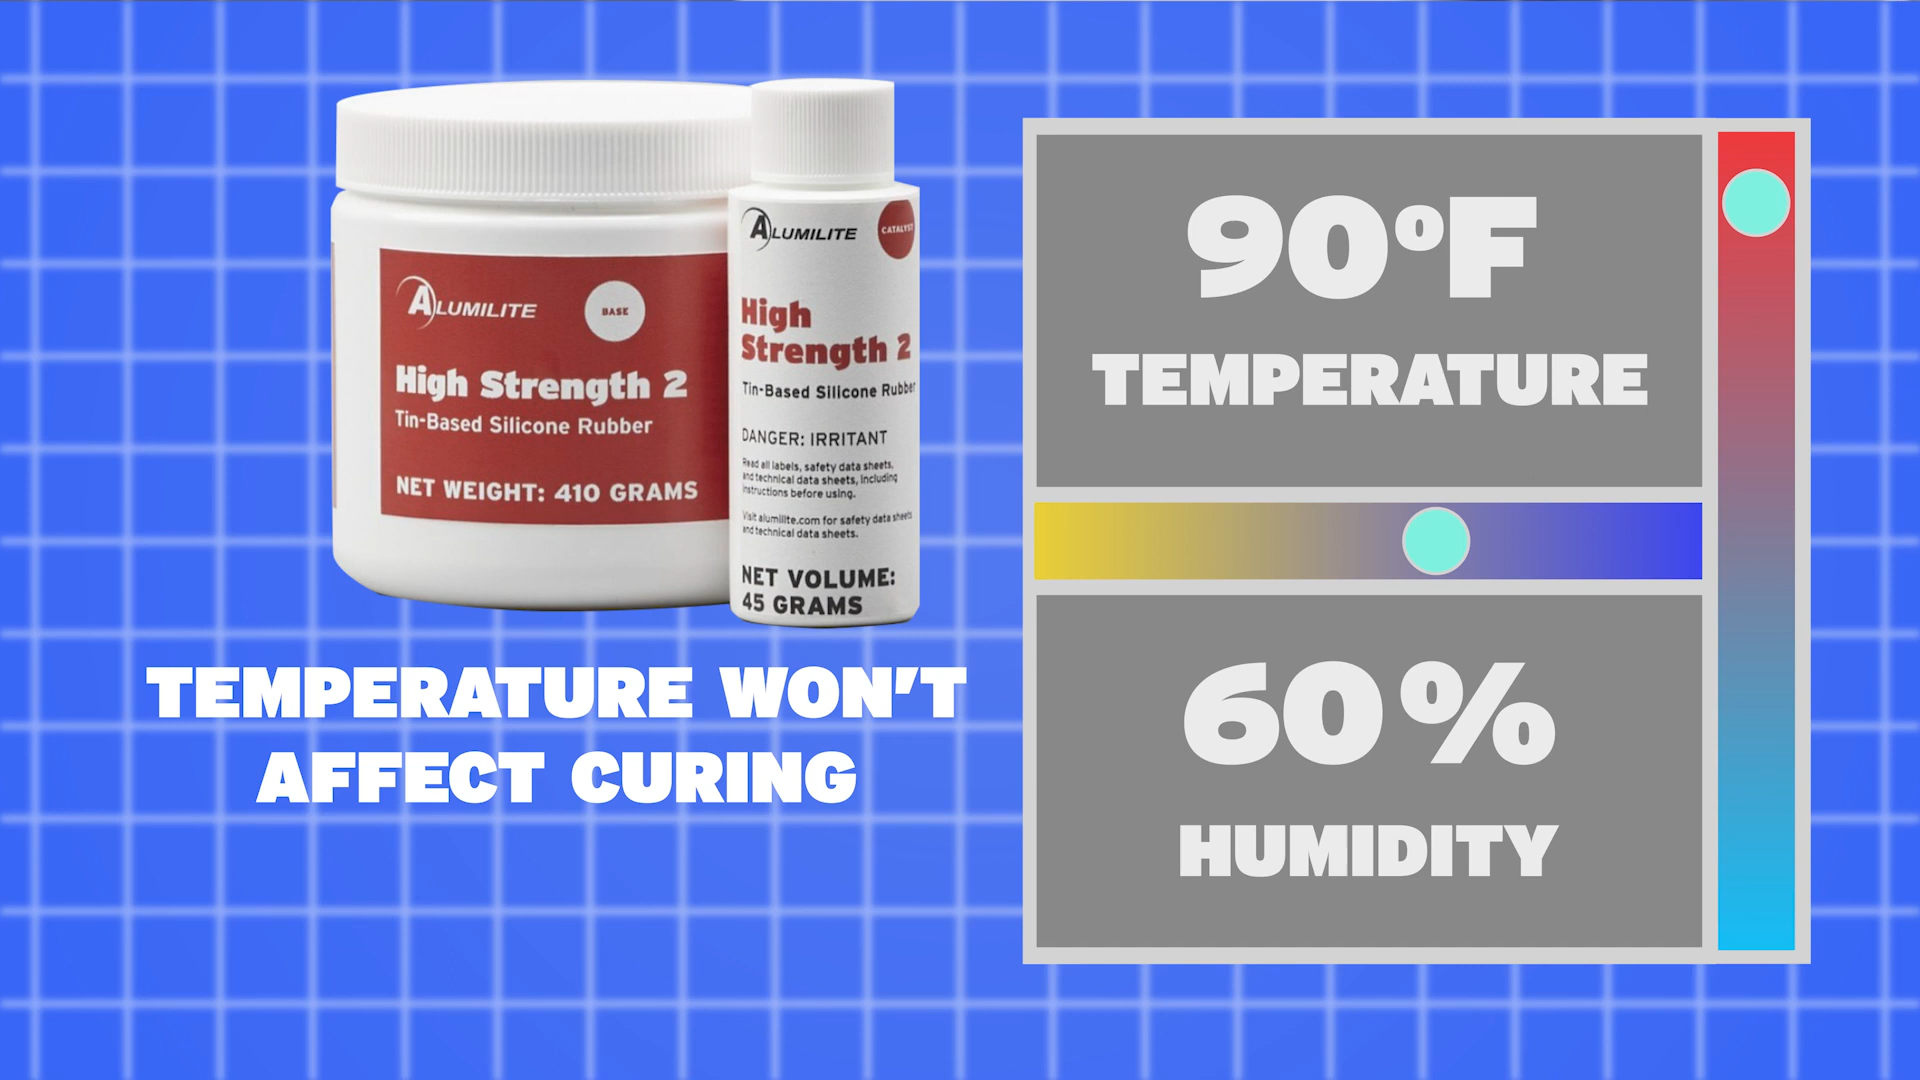 ALUMILITE
BASE
High Strength 2
Tin-Based Silicone Rubber
NET WEIGHT: 410 GRAMS
ALUMILITE
CATALYST
High
Strength 2
Tin-Based Silicone Rubber
DANGER: IRRITANT
Read all labels, safety data sheets,
and technical data sheets, including
instructions before using.
Visit alumilite.com for safety data sheets
and technical data sheets.
NET VOLUME:
45 GRAMS
TEMPERATURE WON'T
AFFECT CURING
90°F
TEMPERATURE
60%
HUMIDITY